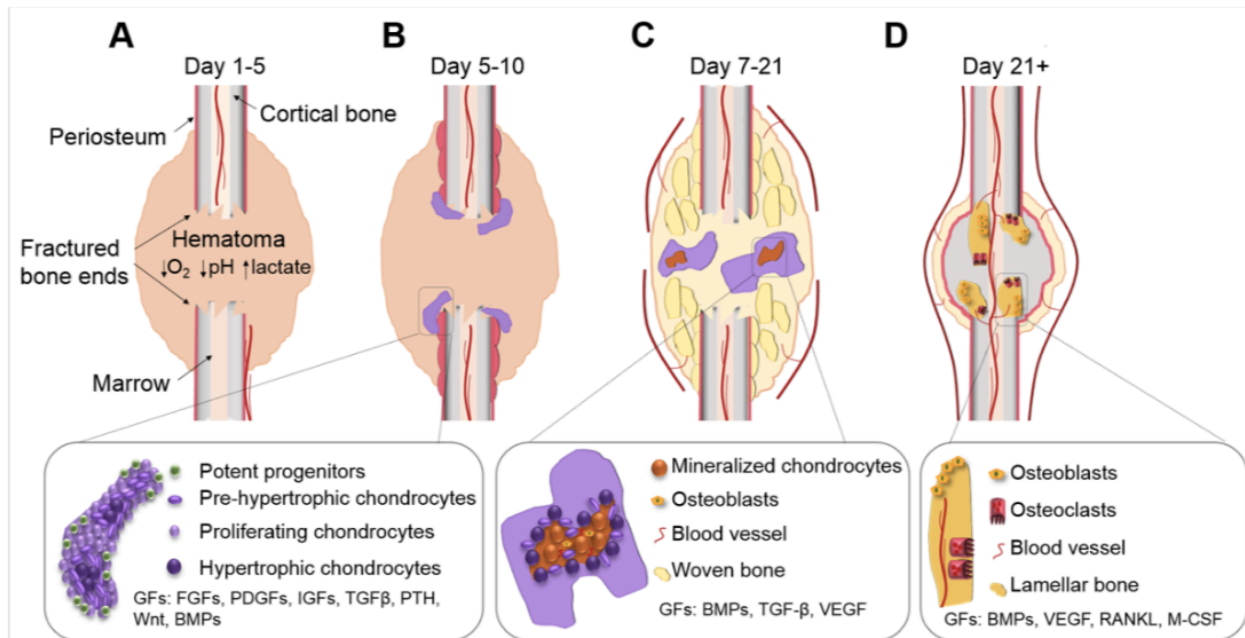 A
Day 1-5
Cortical bone
Periosteum
Fractured
bone ends
Hematoma
↓O₂ ↓pH ↑lactate
Marrow
B
Day 5-10
C
Day 7-21
D
Day 21+
Potent progenitors
Pre-hypertrophic chondrocytes
Proliferating chondrocytes
Hypertrophic chondrocytes
GFs: FGFs, PDGFs, IGFs, TGFβ, PTH,
Wnt, BMPs
Mineralized chondrocytes
Osteoblasts
Blood vessel
Woven bone
GFs: BMPs, TGF-β, VEGF
Osteoblasts
Osteoclasts
Blood vessel
Lamellar bone
GFs: BMPs, VEGF, RANKL, M-CSF